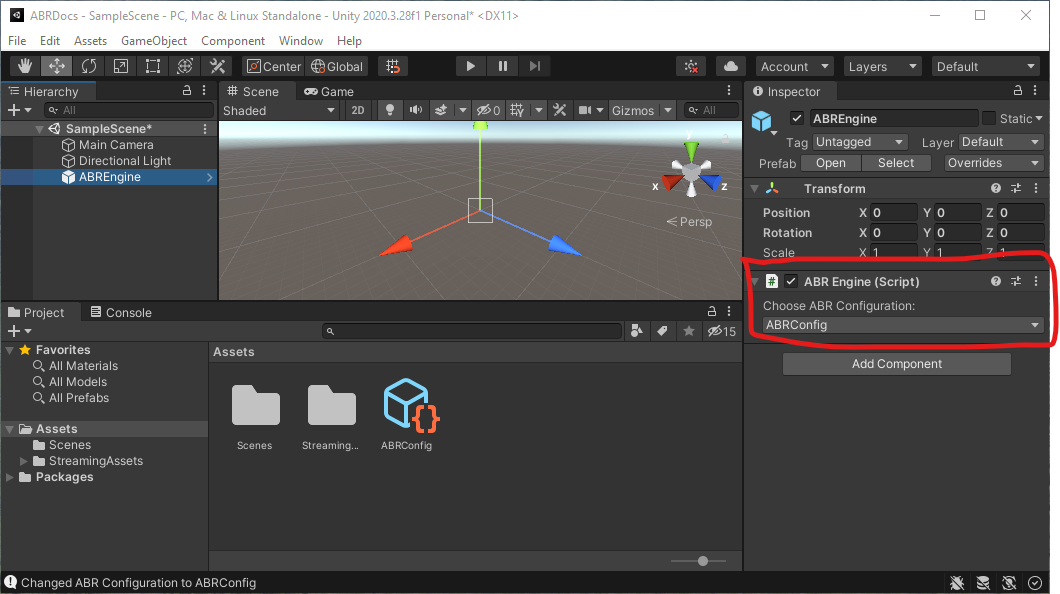 ABRDocs - SampleScene - PC, Mac & Linux Standalone - Unity 2020.3.28f1 Personal* <DX11>
File Edit Assets GameObject Component Window Help
Center Global Account Layers Default
Hierarchy
All
SampleScene*
Main Camera
Directional Light
ABREngine
Scene Game
Shaded 2D 0 Gizmos All
y
x z
Persp
Inspector
ABREngine Static
Tag Untagged Layer Default
Prefab Open Select Overrides
Transform
Position X 0 Y 0 Z 0
Rotation X 0 Y 0 Z 0
Scale X 1 Y 1 Z 1
# ABR Engine (Script)
Choose ABR Configuration:
ABRConfig
Add Component
Project Console
15
Favorites
All Materials
All Models
All Prefabs
Assets
Scenes
StreamingAssets
Packages
Assets
Scenes Streaming... ABRConfig
Changed ABR Configuration to ABRConfig